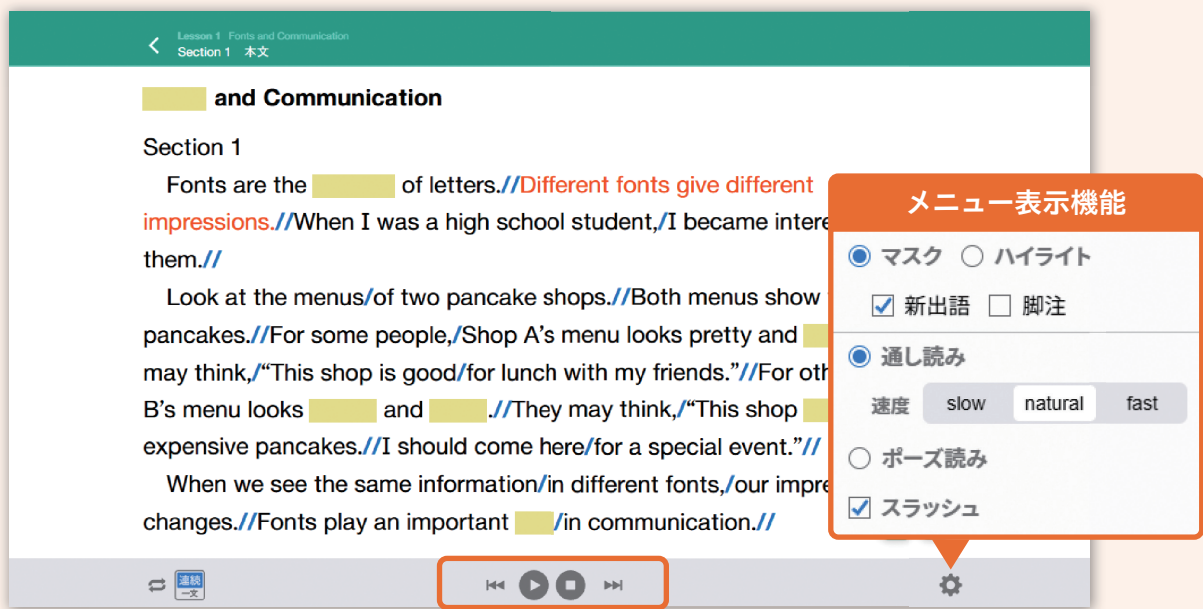 Lesson 1 Fonts and Communication
Section 1 本文
and Communication
Section 1
Fonts are the of letters.//Different fonts give different
impressions.//When I was a high school student,/I became
them.//
Look at the menus/of two pancake shops.//Both menus show
pancakes.//For some people,/Shop A's menu looks pretty and
may think,/“This shop is good/for lunch with my friends.”//For
B's menu looks and .//They may think,/“This shop
expensive pancakes.//I should come here/for a special event.”//
When we see the same information/in different fonts,/our
changes.//Fonts play an important /in communication.//
メニュー表示機能
マスク ハイライト
新出語 脚注
通し読み
速度 slow natural fast
ポーズ読み
スラッシュ
連続
一文